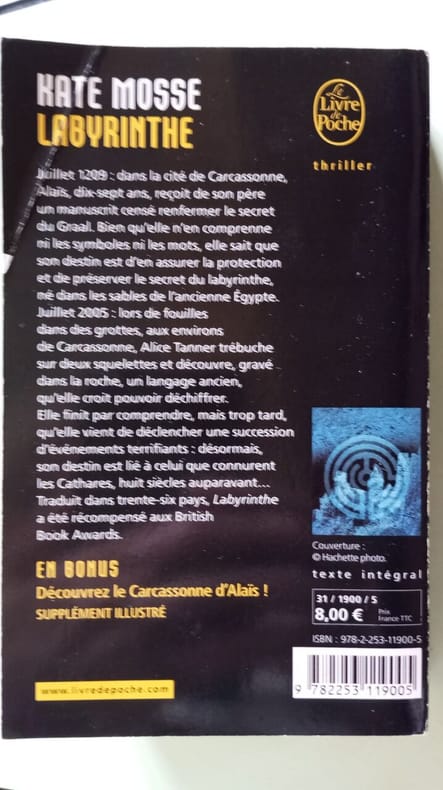 KATE MOSSE
LABYRINTHE
Le
Livre
de
Poche
thriller
Juillet 1209 : dans la cité de Carcassonne,
Alaïs, dix-sept ans, reçoit de son père
un manuscrit censé renfermer le secret
du Graal. Bien qu'elle n'en comprenne
ni les symboles ni les mots, elle sait que
son destin est d'en assurer la protection
et de préserver le secret du labyrinthe,
né dans les sables de l'ancienne Égypte.
Juillet 2005 : lors de fouilles
dans des grottes, aux environs
de Carcassonne, Alice Tanner trébuche
sur deux squelettes et découvre, gravé
dans la roche, un langage ancien,
qu'elle croit pouvoir déchiffrer.
Elle finit par comprendre, mais trop tard,
qu'elle vient de déclencher une succession
d'événements terrifiants : désormais,
son destin est lié à celui que connurent
les Cathares, huit siècles auparavant...
Traduit dans trente-six pays, Labyrinthe
a été récompensé aux British
Book Awards.
EN BONUS
Découvrez le Carcassonne d'Alaïs !
SUPPLÉMENT ILLUSTRÉ
www.livredepoche.com
Couverture :
© Hachette photo.
texte intégral
31 / 1900 / 5
8,00 € Prix
France TTC
ISBN : 978-2-253-11900-5
9 782253 119005